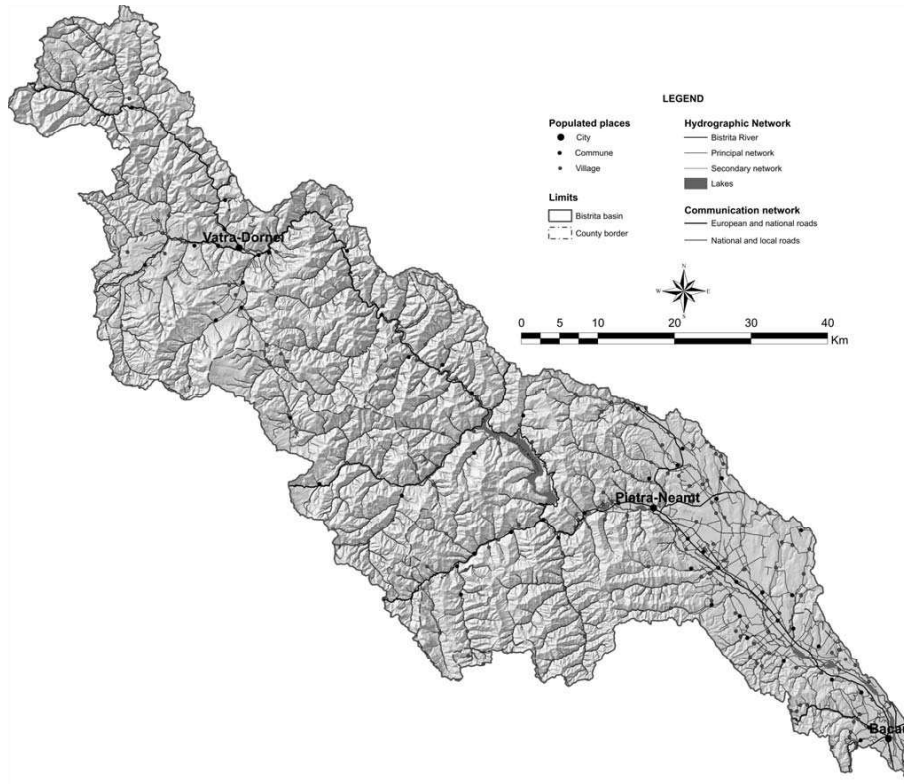 LEGEND
Populated places
City
Commune
Village
Limits
Bistrita basin
County border
Hydrographic Network
Bistrita River
Principal network
Secondary network
Lakes
Communication network
European and national roads
National and local roads
N
W E
S
0 5 10 20 30 40
Km
Vatra-Dornei
Piatra-Neamt